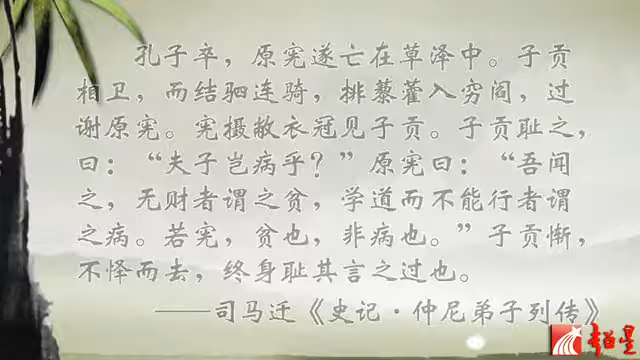 孔子卒，原宪遂亡在草泽中。子贡
相卫，而结驷连骑，排藜藿入穷阎，过
谢原宪。宪摄敝衣冠见子贡。子贡耻之，
曰：“夫子岂病乎？”原宪曰：“吾闻
之，无财者谓之贫，学道而不能行者谓
之病。若宪，贫也，非病也。”子贡惭，
不怿而去，终身耻其言之过也。
——司马迁《史记·仲尼弟子列传》
超星